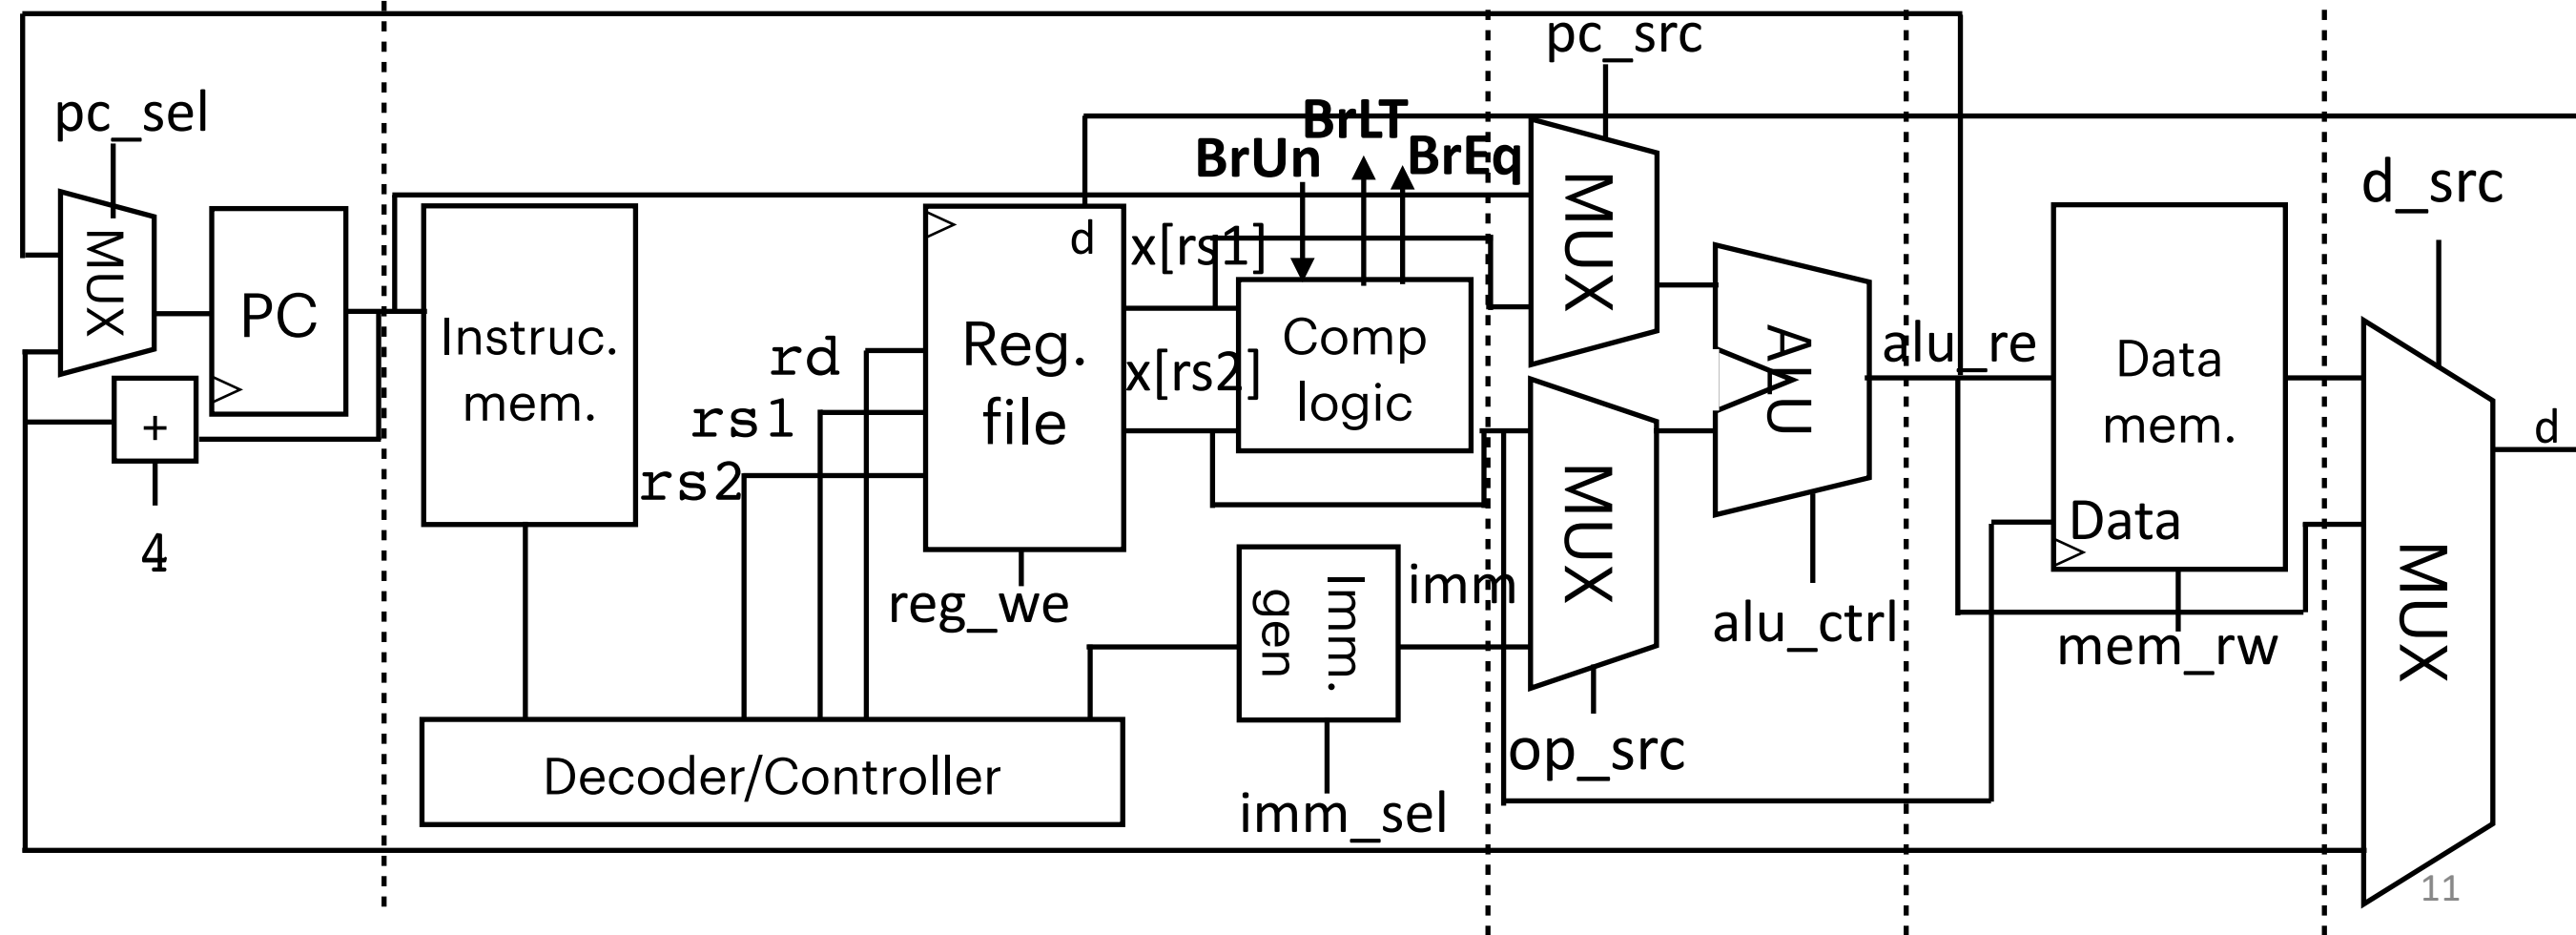 pc_src
pc_sel
BrUn
BrLT
BrEq
d_src
MUX
PC
+
4
Instruc.
mem.
rd
rs1
rs2
d
Reg.
file
reg_we
x[rs1]
x[rs2]
Comp
logic
Decoder/Controller
Imm.
gen
imm
imm_sel
MUX
MUX
op_src
ALU
alu_ctrl
alu_re
Data
mem.
Data
mem_rw
MUX
d
11